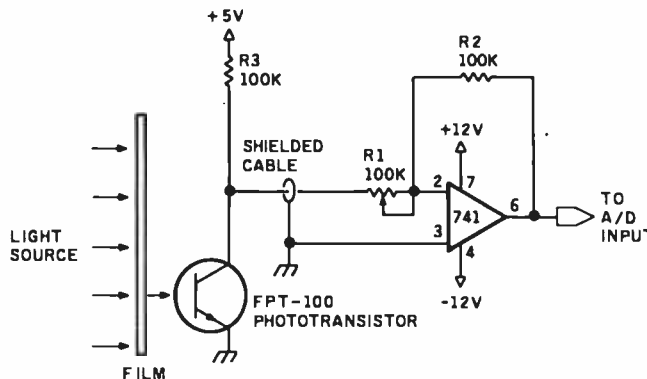 +5V
R3
100K
R2
100K
SHIELDED
CABLE
R1
100K
+12V
2
7
741
6
3
4
-12V
TO
A/D
INPUT
LIGHT
SOURCE
FPT-100
PHOTOTRANSISTOR
FILM